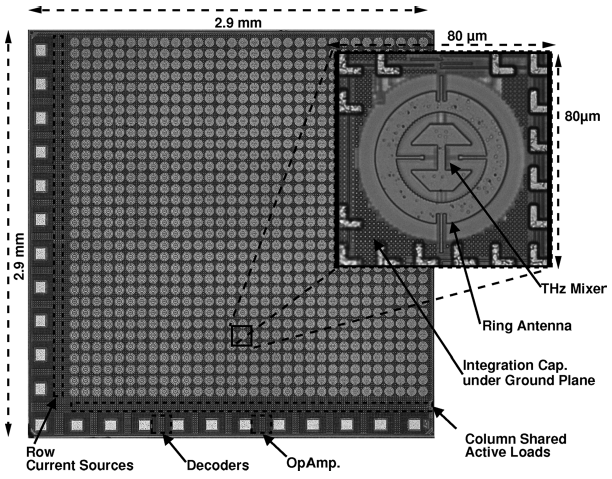 2.9 mm
80 µm
80µm
2.9 mm
THz Mixer
Ring Antenna
Integration Cap.
under Ground Plane
Column Shared
Active Loads
Row
Current Sources
Decoders
OpAmp.